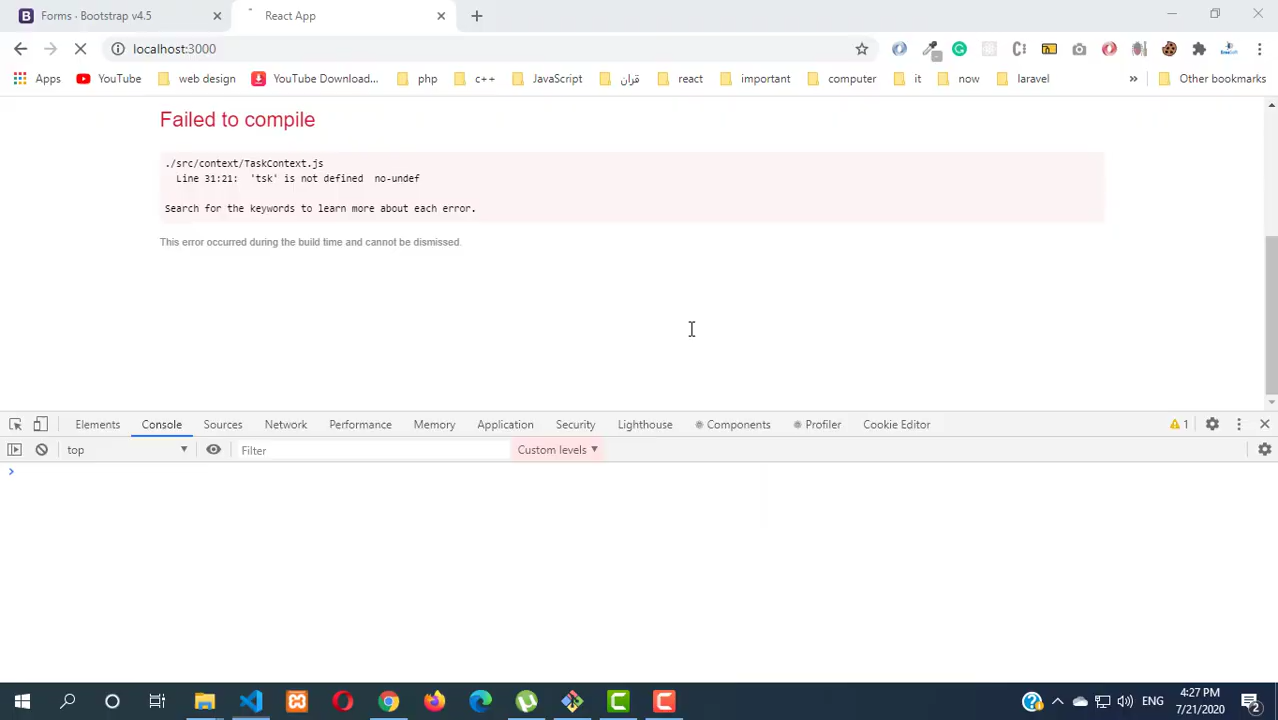 Forms · Bootstrap v4.5
React App
localhost:3000
Apps
YouTube
web design
YouTube Download...
php
c++
JavaScript
قران
react
important
computer
it
now
laravel
»
Other bookmarks
Failed to compile
./src/context/TaskContext.js
Line 31:21: 'tsk' is not defined no-undef
Search for the keywords to learn more about each error.
This error occurred during the build time and cannot be dismissed.
Elements
Console
Sources
Network
Performance
Memory
Application
Security
Lighthouse
Components
Profiler
Cookie Editor
1
top
Filter
Custom levels
ENG
4:27 PM
7/21/2020
2